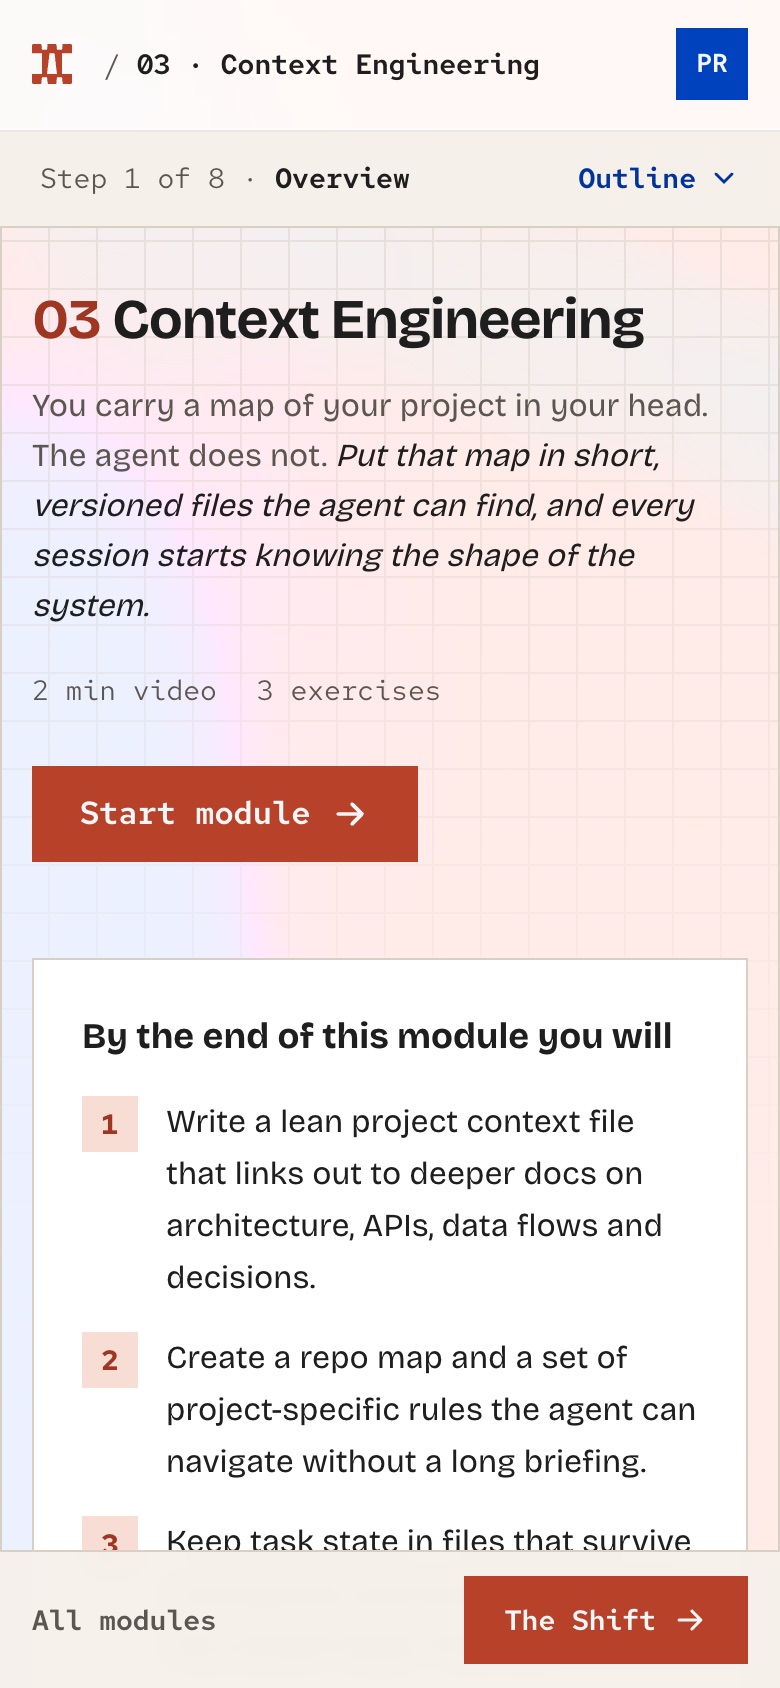 / 03 · Context Engineering
PR
Step 1 of 8 · Overview
Outline
03 Context Engineering
You carry a map of your project in your head.
The agent does not. Put that map in short,
versioned files the agent can find, and every
session starts knowing the shape of the
system.
2 min video 3 exercises
Start module →
By the end of this module you will
1 Write a lean project context file
that links out to deeper docs on
architecture, APIs, data flows and
decisions.
2 Create a repo map and a set of
project-specific rules the agent can
navigate without a long briefing.
3 Keep task state in files that survive
All modules
The Shift →